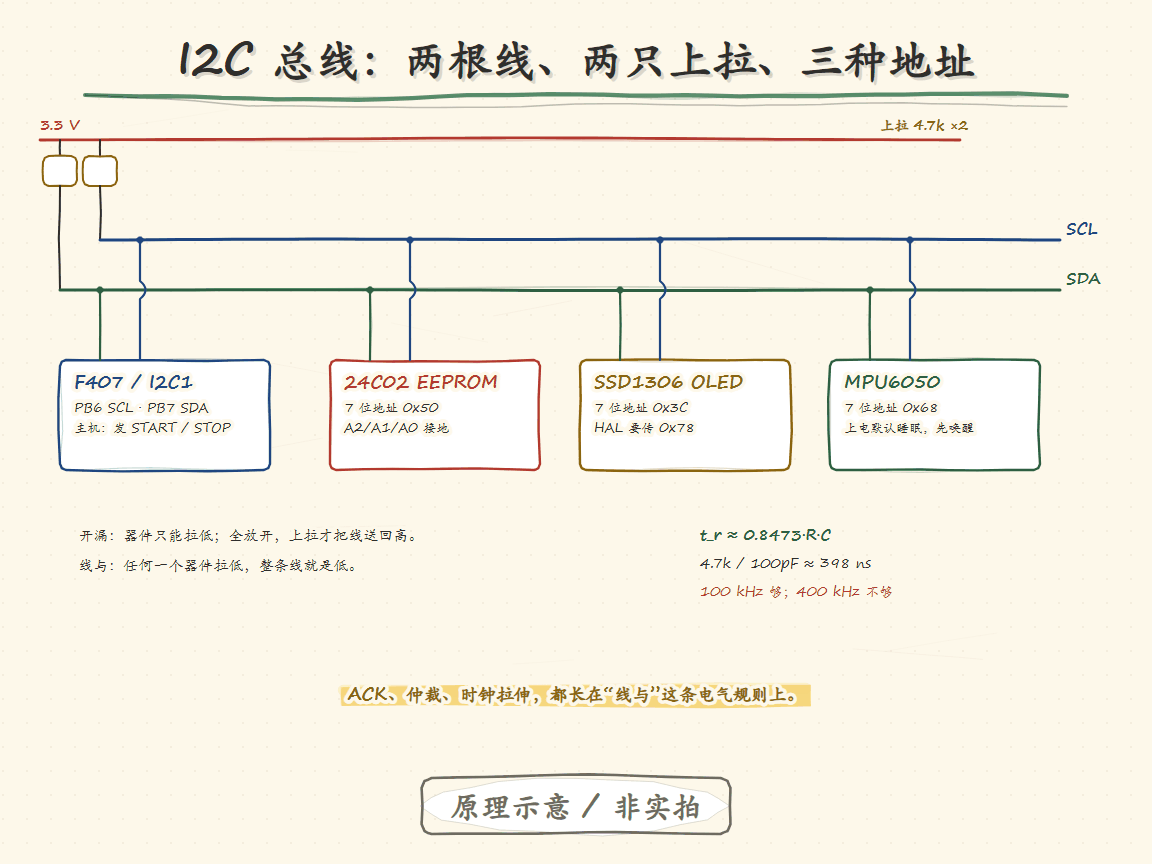 I2C 总线：两根线、两只上拉、三种地址
3.3 V
上拉 4.7k ×2
SCL
SDA
F407 / I2C1
PB6 SCL · PB7 SDA
主机：发 START / STOP
24C02 EEPROM
7 位地址 0x50
A2/A1/A0 接地
SSD1306 OLED
7 位地址 0x3C
HAL 要传 0x78
MPU6050
7 位地址 0x68
上电默认睡眠，先唤醒
开漏：器件只能拉低；全放开，上拉才把线送回高。
线与：任何一个器件拉低，整条线就是低。
t_r ≈ 0.8473·R·C
4.7k / 100pF ≈ 398 ns
100 kHz 够；400 kHz 不够
ACK、仲裁、时钟拉伸，都长在“线与”这条电气规则上。
原理示意 / 非实拍